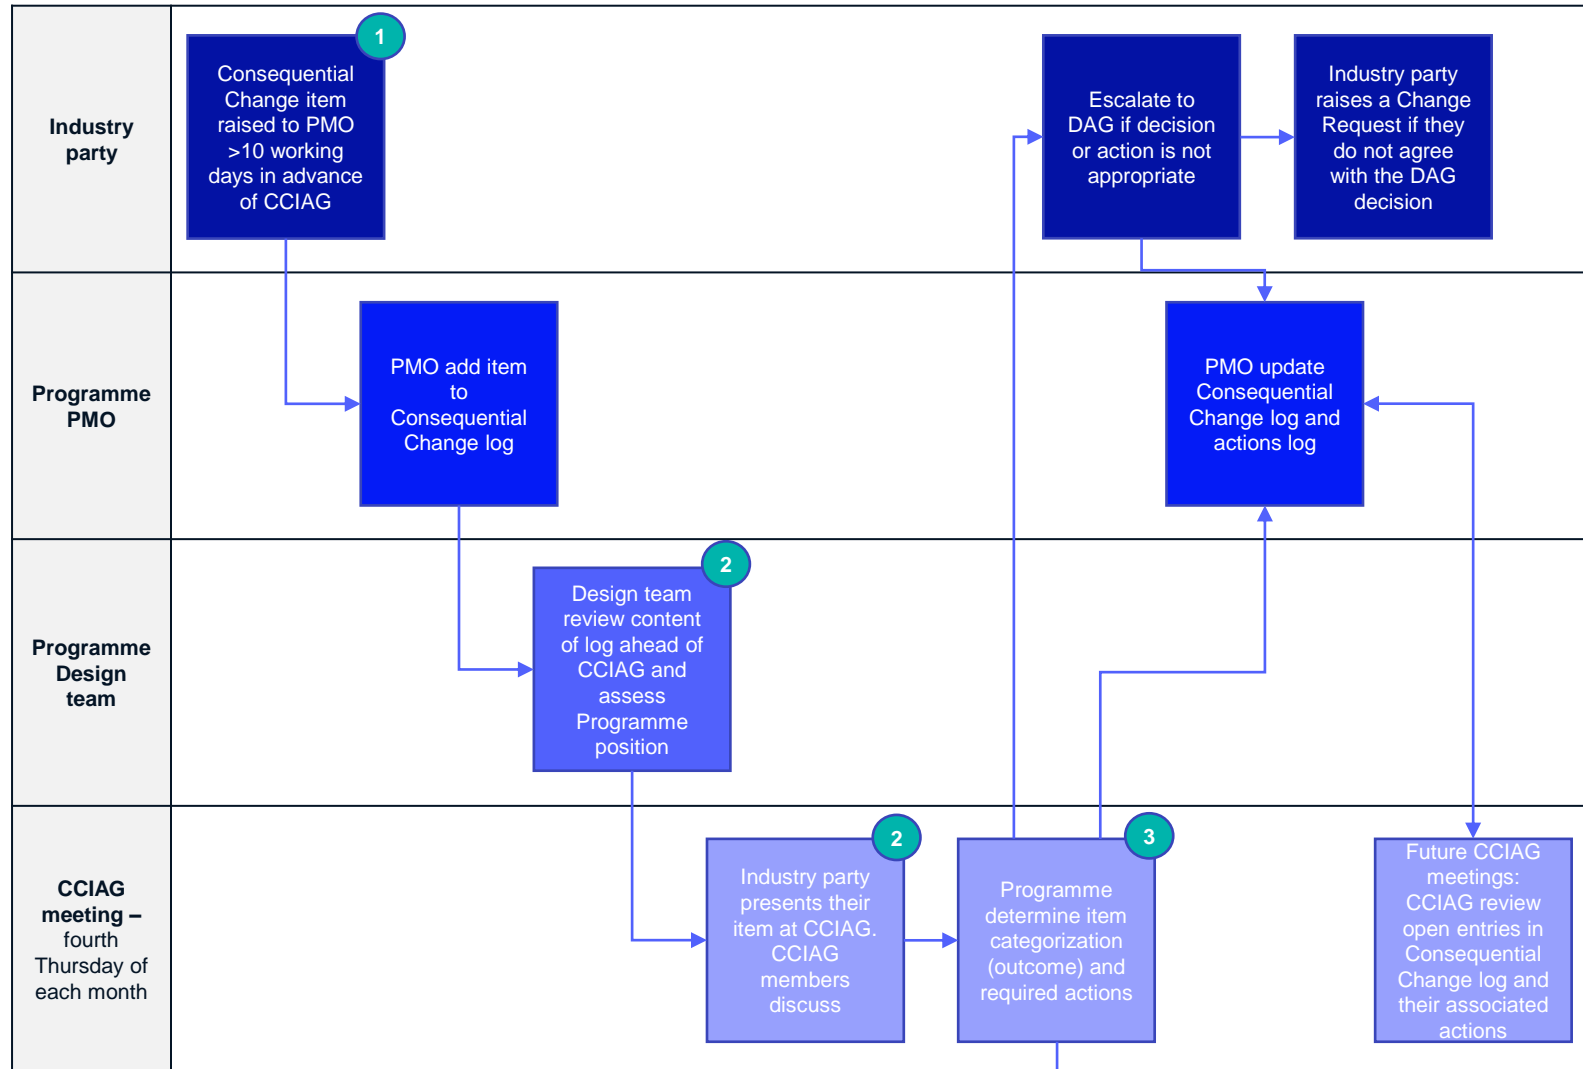 Industry
party
1
Consequential
Change item
raised to PMO
>10 working
days in advance
of CCIAG
Escalate to
DAG if decision
or action is not
appropriate
Industry party
raises a Change
Request if they
do not agree
with the DAG
decision
Programme
PMO
PMO add item
to
Consequential
Change log
PMO update
Consequential
Change log and
actions log
Programme
Design
team
2
Design team
review content
of log ahead of
CCIAG and
assess
Programme
position
CCIAG
meeting –
fourth
Thursday of
each month
2
Industry party
presents their
item at CCIAG.
CCIAG
members
discuss
3
Programme
determine item
categorization
(outcome) and
required actions
Future CCIAG
meetings:
CCIAG review
open entries in
Consequential
Change log and
their associated
actions